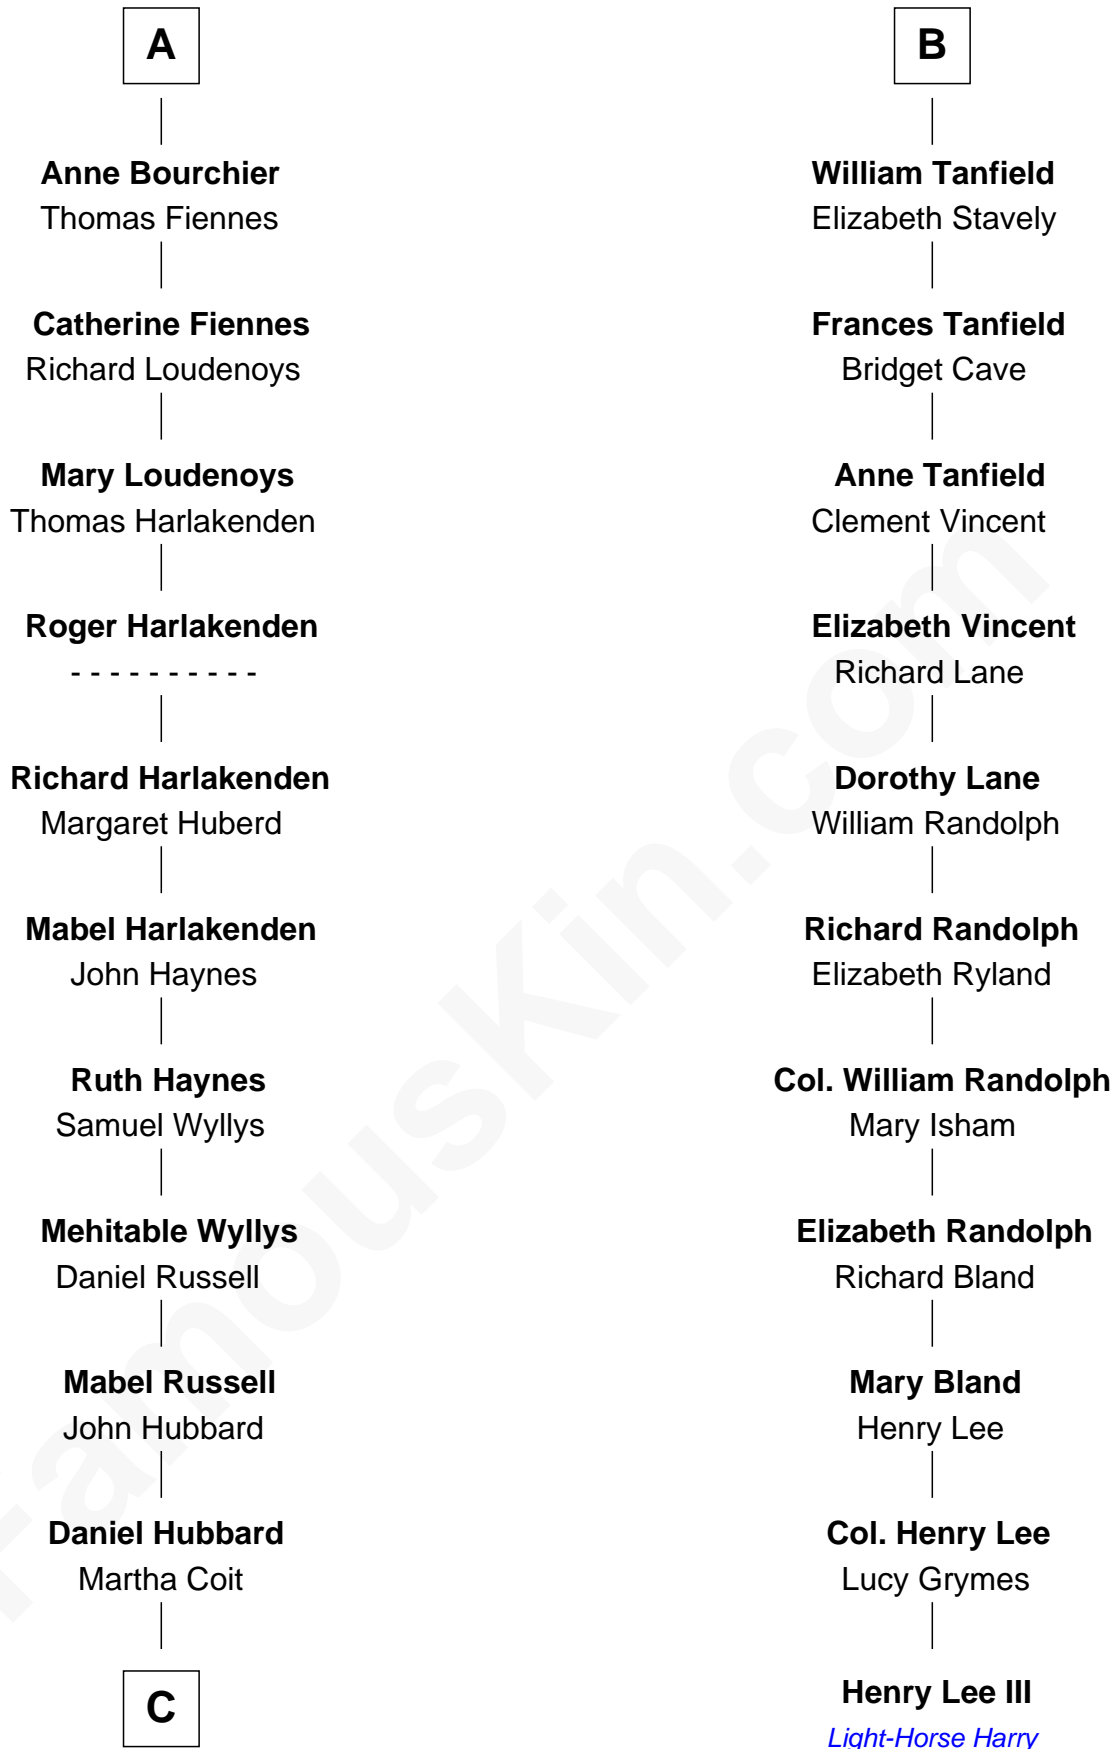 A
Anne Bourchier
Thomas Fiennes
Catherine Fiennes
Richard Loudenoys
Mary Loudenoys
Thomas Harlakenden
Roger Harlakenden
- - - - - - - - - -
Richard Harlakenden
Margaret Huberd
Mabel Harlakenden
John Haynes
Ruth Haynes
Samuel Wyllys
Mehitable Wyllys
Daniel Russell
Mabel Russell
John Hubbard
Daniel Hubbard
Martha Coit
C
B
William Tanfield
Elizabeth Stavely
Frances Tanfield
Bridget Cave
Anne Tanfield
Clement Vincent
Elizabeth Vincent
Richard Lane
Dorothy Lane
William Randolph
Richard Randolph
Elizabeth Ryland
Col. William Randolph
Mary Isham
Elizabeth Randolph
Richard Bland
Mary Bland
Henry Lee
Col. Henry Lee
Lucy Grymes
Henry Lee III
Light-Horse Harry
FamousKin.com